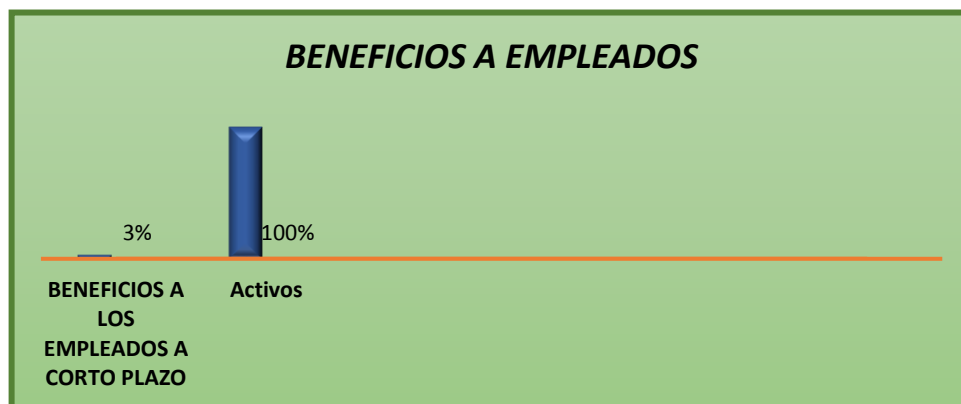 BENEFICIOS A EMPLEADOS
3%
100%
BENEFICIOS A
LOS
EMPLEADOS A
CORTO PLAZO
Activos